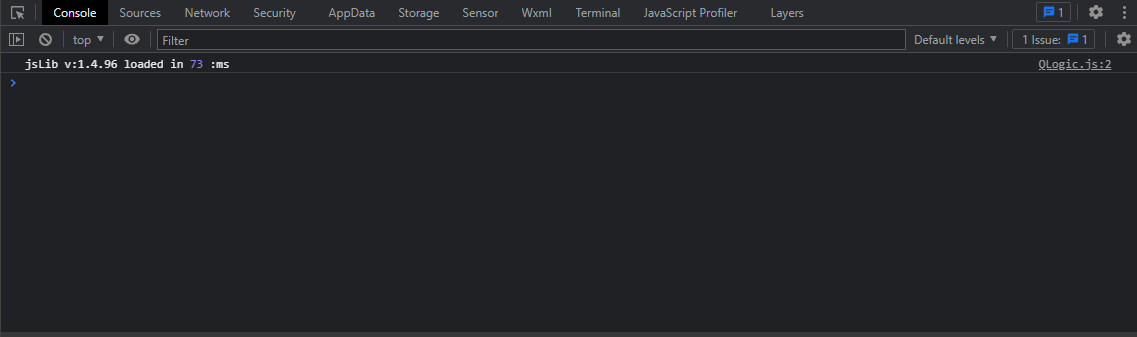 Console Sources Network Security AppData Storage Sensor Wxml Terminal JavaScript Profiler Layers 1
top Filter Default levels 1 Issue: 1
jsLib v:1.4.96 loaded in 73 :ms QLogic.js:2